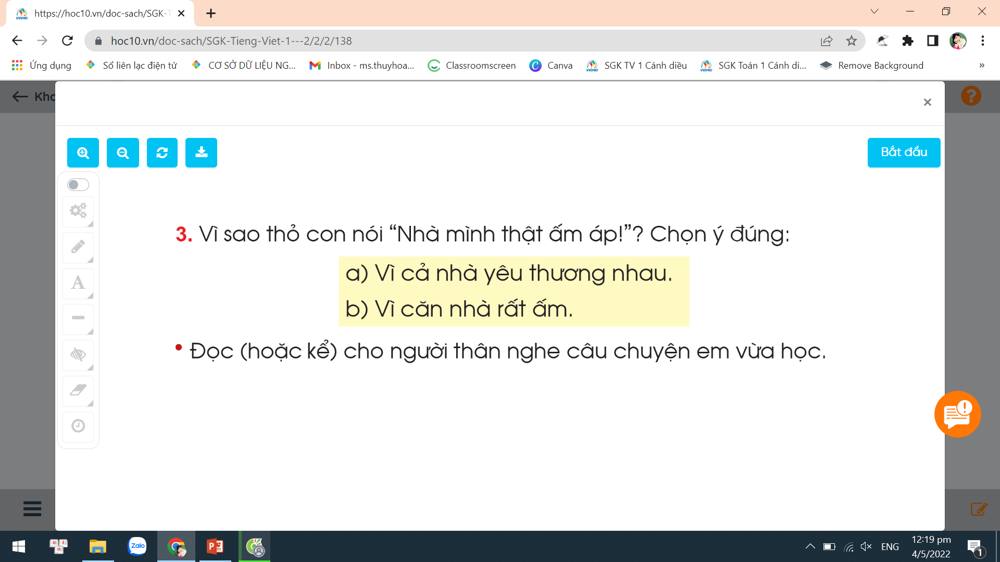 https://hoc10.vn/doc-sach/SGK-T
hoc10.vn/doc-sach/SGK-Tieng-Viet-1---2/2/2/138
Ứng dụng Sổ liên lạc điện tử CƠ SỞ DỮ LIỆU NG... Inbox - ms.thuyhoa... Classroomscreen Canva SGK TV 1 Cánh diều SGK Toán 1 Cánh di... Remove Background »
Kho
Bắt đầu
3. Vì sao thỏ con nói “Nhà mình thật ấm áp!”? Chọn ý đúng:
a) Vì cả nhà yêu thương nhau.
b) Vì căn nhà rất ấm.
• Đọc (hoặc kể) cho người thân nghe câu chuyện em vừa học.
Zalo
ENG
12:19 pm
4/5/2022
1